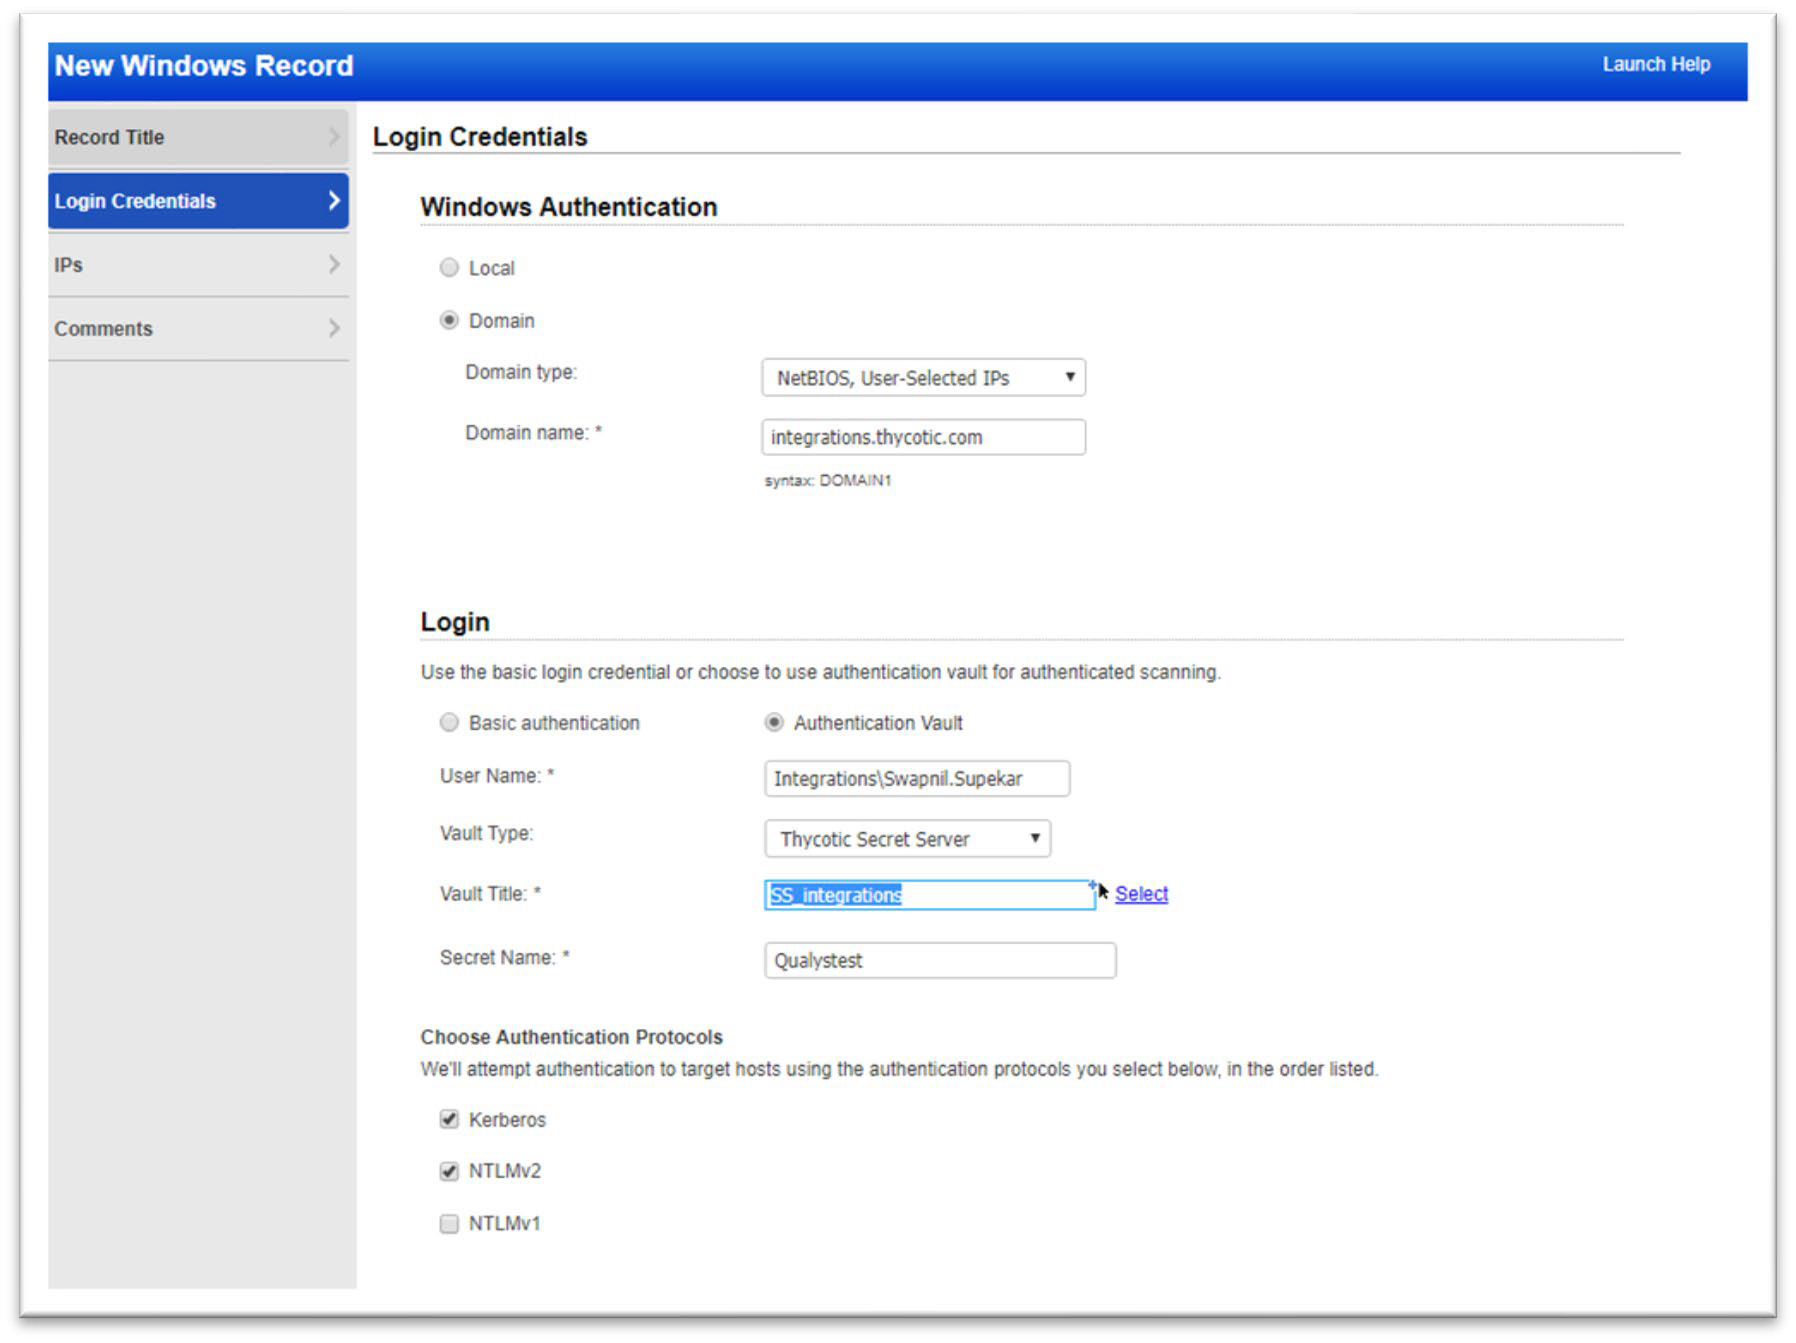 New Windows Record
Launch Help
Record Title
Login Credentials
IPs
Comments
Login Credentials
Windows Authentication
Local
Domain
Domain type:
NetBIOS, User-Selected IPs
Domain name: *
integrations.thycotic.com
syntax: DOMAIN1
Login
Use the basic login credential or choose to use authentication vault for authenticated scanning.
Basic authentication
Authentication Vault
User Name: *
Integrations\Swapnil.Supekar
Vault Type:
Thycotic Secret Server
Vault Title: *
SS_integrations
Select
Secret Name: *
Qualystest
Choose Authentication Protocols
We'll attempt authentication to target hosts using the authentication protocols you select below, in the order listed.
Kerberos
NTLMv2
NTLMv1